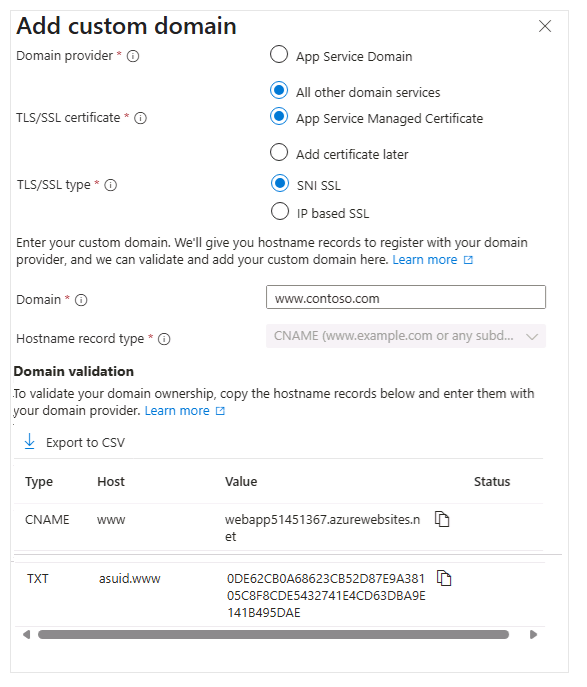 Add custom domain
Domain provider *
App Service Domain
All other domain services
TLS/SSL certificate *
App Service Managed Certificate
Add certificate later
TLS/SSL type *
SNI SSL
IP based SSL
Enter your custom domain. We'll give you hostname records to register with your domain
provider, and we can validate and add your custom domain here. Learn more
Domain *
www.contoso.com
Hostname record type *
CNAME (www.example.com or any subd...
Domain validation
To validate your domain ownership, copy the hostname records below and enter them with
your domain provider. Learn more
Export to CSV
Type Host Value Status
CNAME www webapp51451367.azurewebsites.n
et
TXT asuid.www 0DE62CB0A68623CB52D87E9A381
05C8F8CDE5432741E4CD63DBA9E
141B495DAE